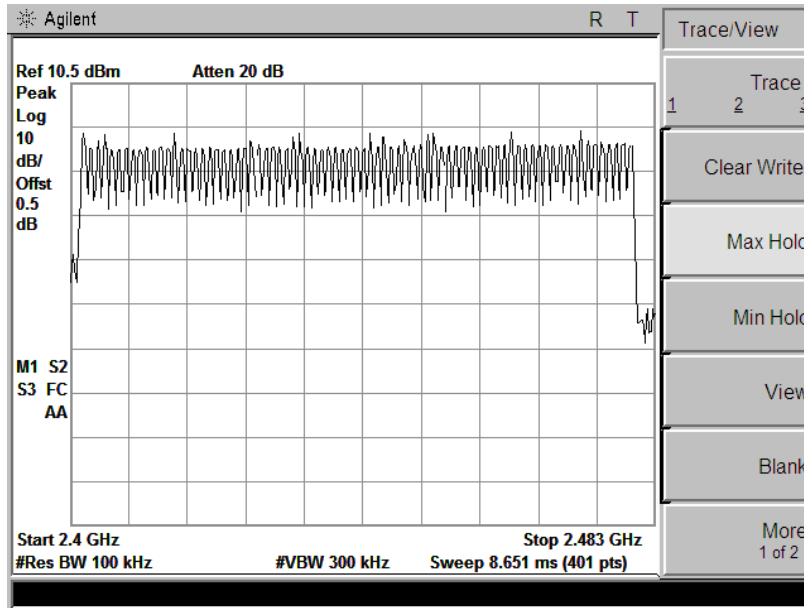 Agilent
R T
Trace/View
Ref 10.5 dBm Atten 20 dB
Peak
Log
10
dB/
Offst
0.5
dB
M1 S2
S3 FC
AA
Start 2.4 GHz Stop 2.483 GHz
#Res BW 100 kHz #VBW 300 kHz Sweep 8.651 ms (401 pts)
Trace
1 2 3
Clear Write
Max Hold
Min Hold
View
Blank
More
1 of 2